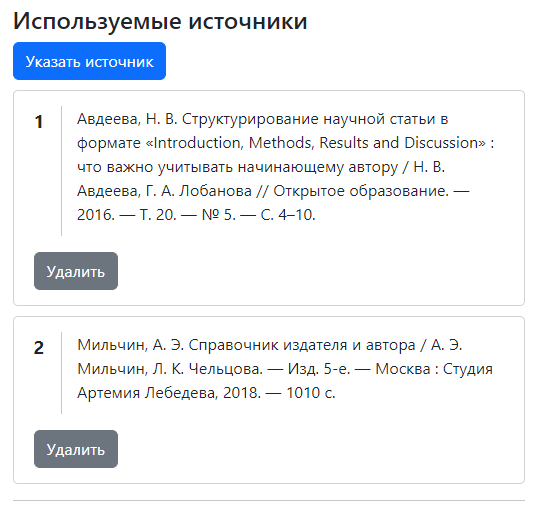 Используемые источники
Указать источник
1
Авдеева, Н. В. Структурирование научной статьи в
формате «Introduction, Methods, Results and Discussion» :
что важно учитывать начинающему автору / Н. В.
Авдеева, Г. А. Лобанова // Открытое образование. —
2016. — Т. 20. — № 5. — С. 4–10.
Удалить
2
Мильчин, А. Э. Справочник издателя и автора / А. Э.
Мильчин, Л. К. Чельцова. — Изд. 5-е. — Москва : Студия
Артемия Лебедева, 2018. — 1010 с.
Удалить